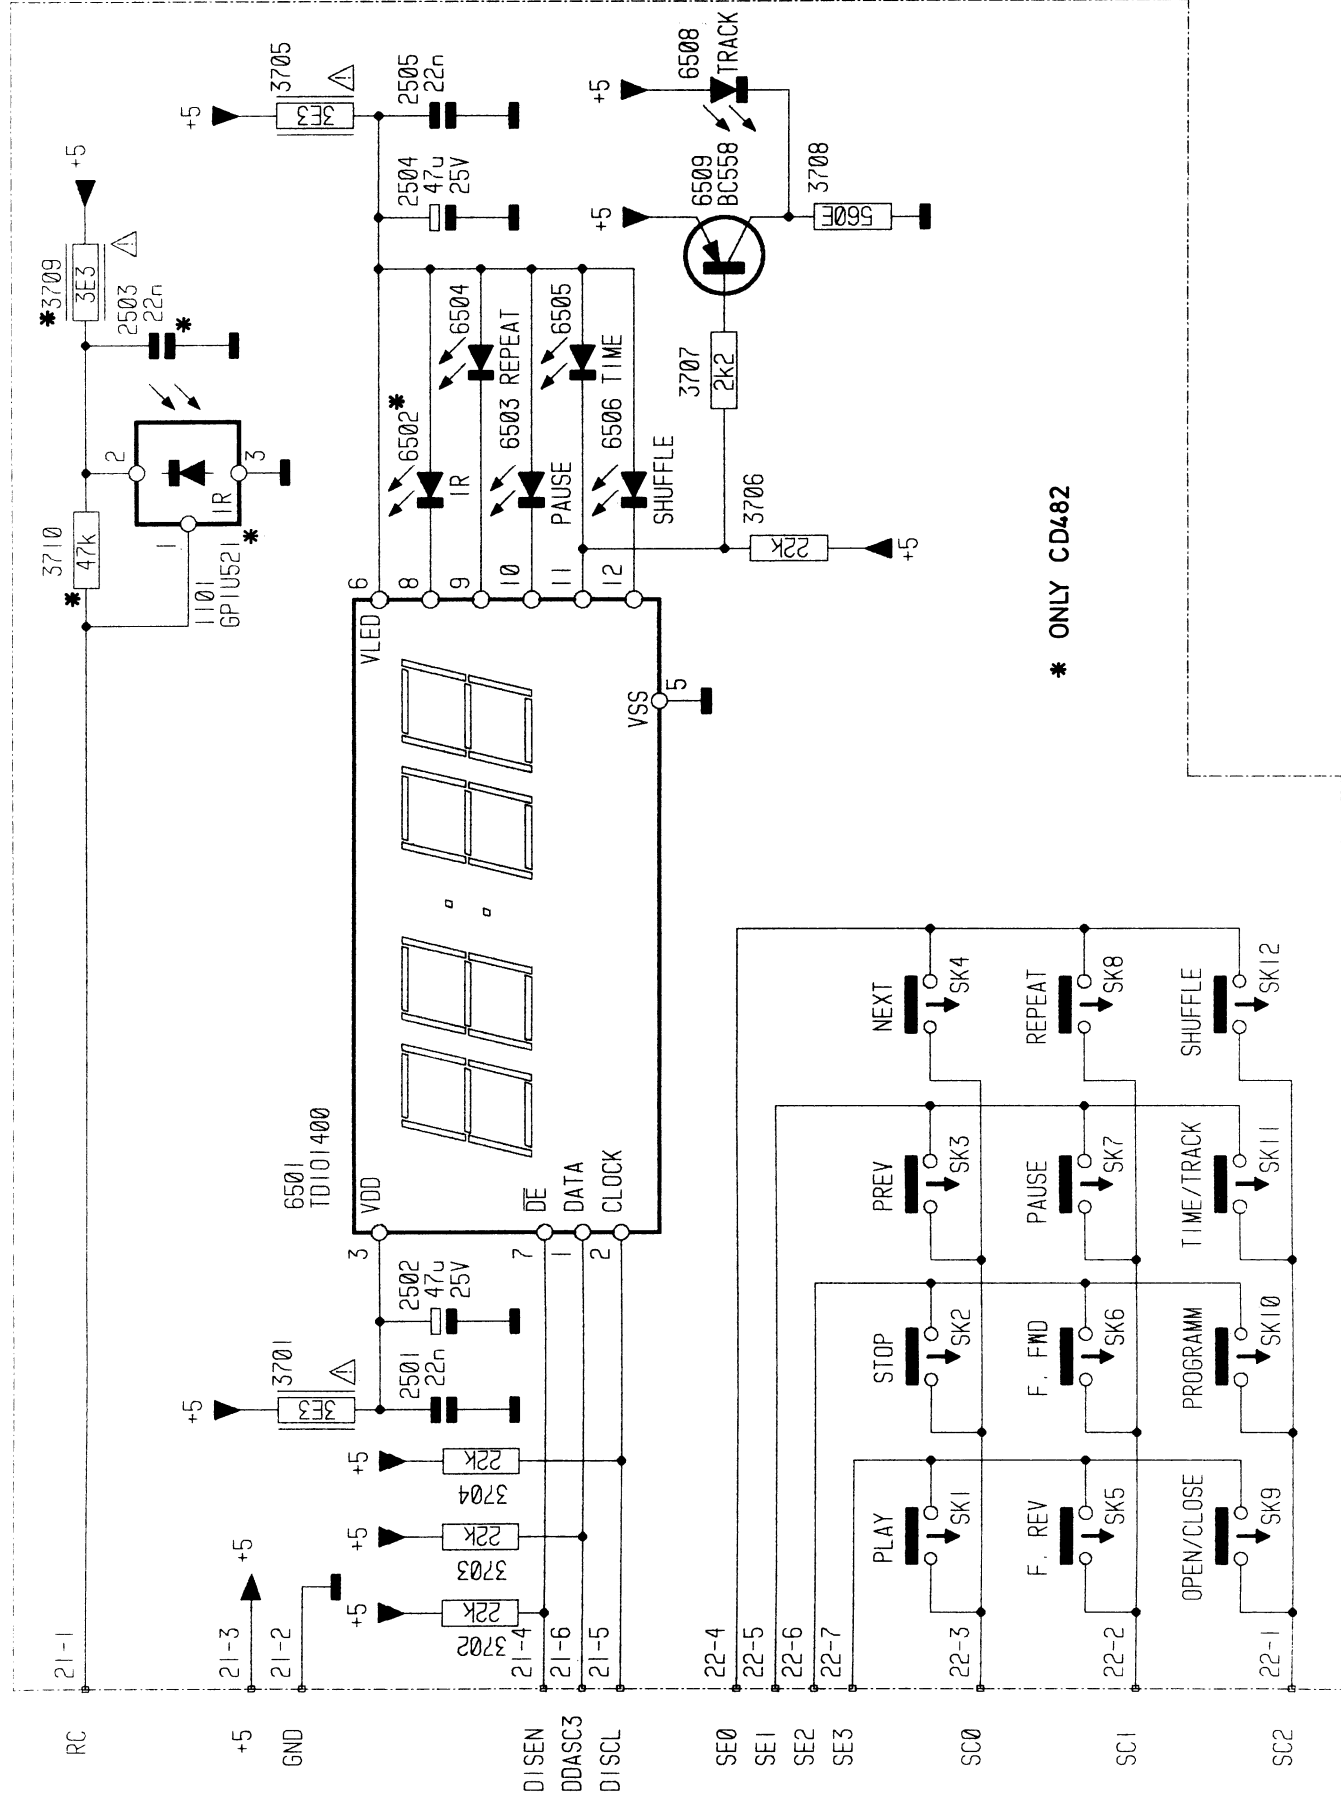 RC
21-1
+5
21-3
+5
GND
21-2
DISEN
21-4
DDASC3
21-6
DISCL
21-5
SE0
22-4
SE1
22-5
SE2
22-6
SE3
22-7
SC0
22-3
SC1
22-2
SC2
22-1
+5
3702
22k
+5
3703
22k
+5
3704
22k
+5
3701
3E3
2501
22n
2502
47u
25V
6501
TDI01400
3
VDD
7
DE
1
DATA
2
CLOCK
VLED
6
8
9
10
11
12
VSS
5
*
3710
47k
1101
GP1U521
*
1
2
3
IR
*3709
3E3
+5
2503
22n
*
+5
3705
3E3
2504
47u
25V
2505
22n
6502
*
IR
6504
REPEAT
6503
PAUSE
6505
TIME
6506
SHUFFLE
3706
22k
+5
3707
2k2
6509
BC558
+5
6508
TRACK
+5
3708
560E
PLAY
SK1
STOP
SK2
PREV
SK3
NEXT
SK4
F. REV
SK5
F. FWD
SK6
PAUSE
SK7
REPEAT
SK8
OPEN/CLOSE
SK9
PROGRAMM
SK10
TIME/TRACK
SK11
SHUFFLE
SK12
* ONLY CD482